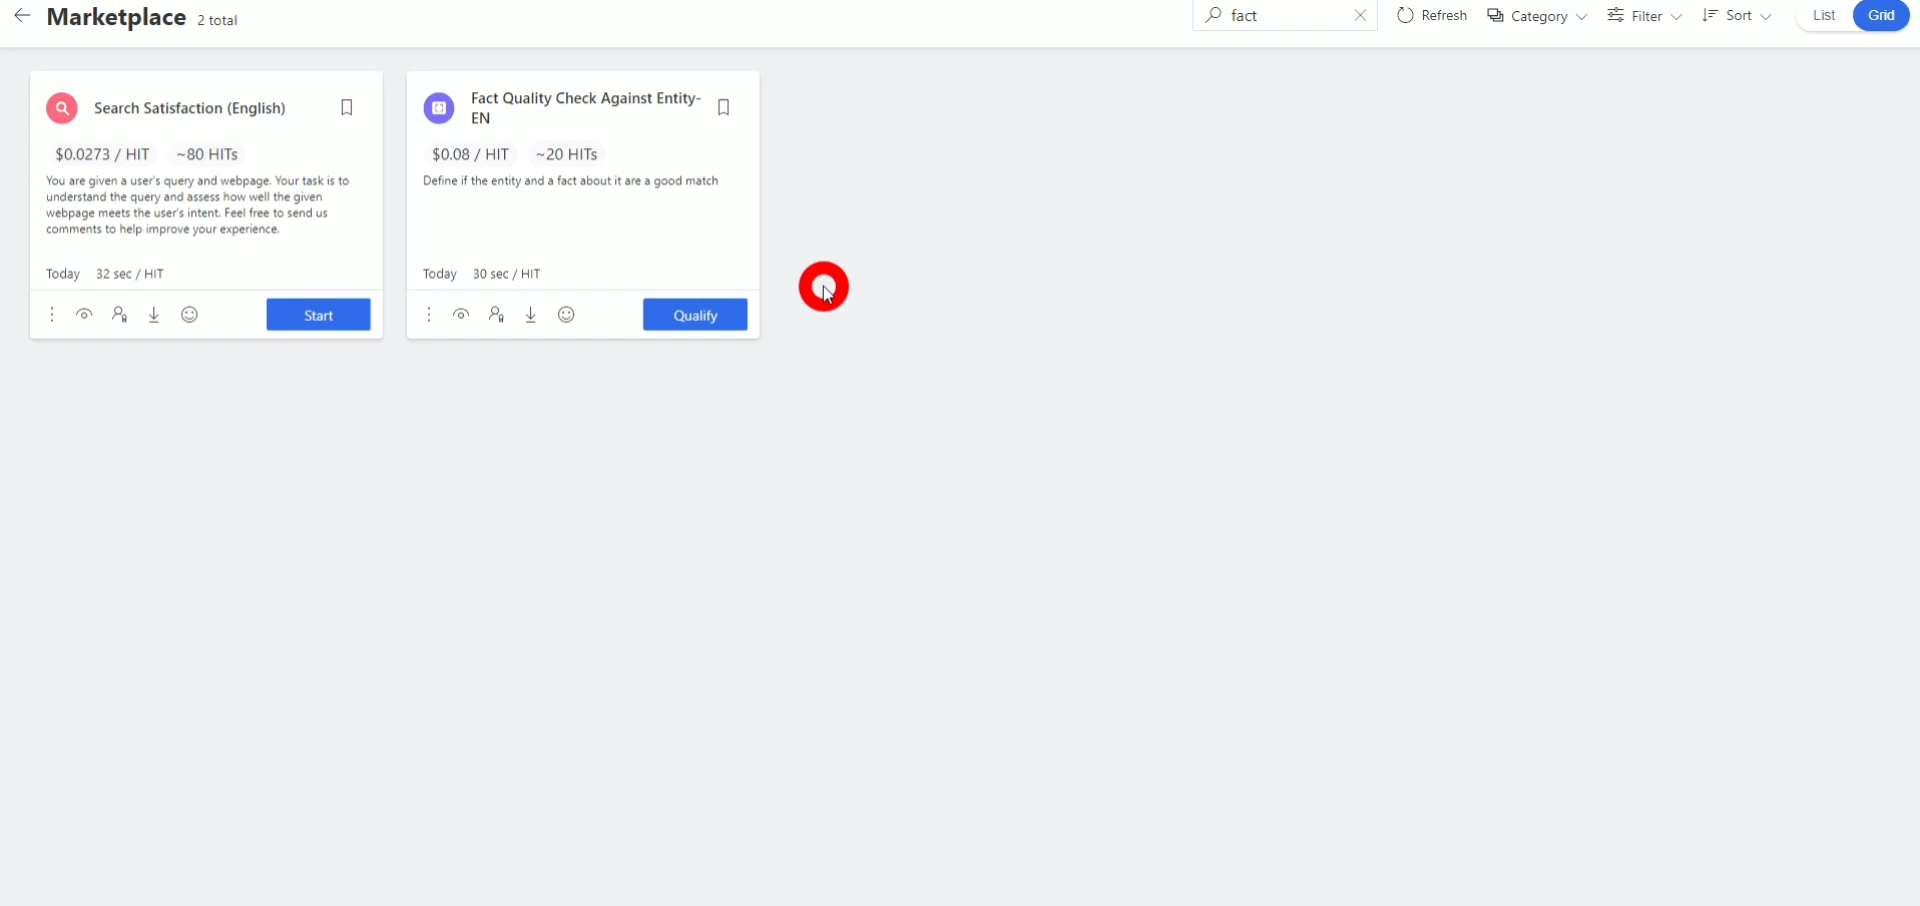 Marketplace 2 total
fact
Refresh
Category
Filter
Sort
List
Grid
Search Satisfaction (English)
$0.0273 / HIT ~80 HITs
You are given a user's query and webpage. Your task is to
understand the query and assess how well the given
webpage meets the user's intent. Feel free to send us
comments to help improve your experience.
Today 32 sec / HIT
Start
Fact Quality Check Against Entity-
EN
$0.08 / HIT ~20 HITs
Define if the entity and a fact about it are a good match
Today 30 sec / HIT
Qualify